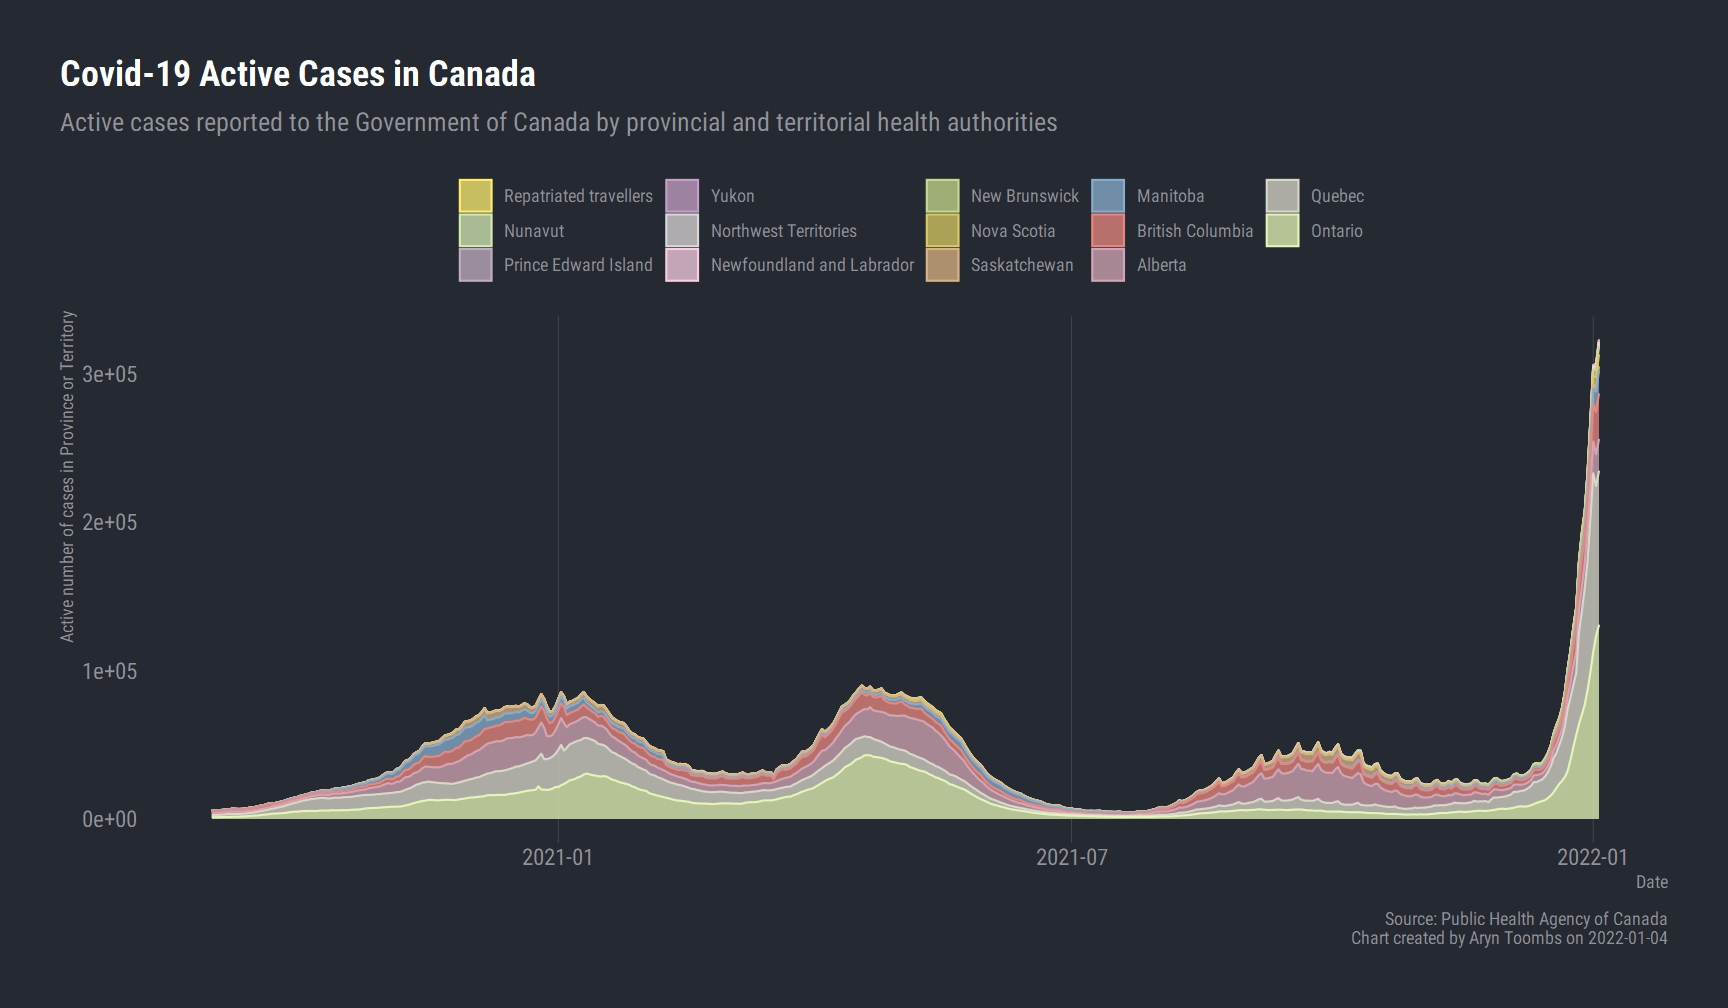 Covid-19 Active Cases in Canada
Active cases reported to the Government of Canada by provincial and territorial health authorities
Repatriated travellers Yukon New Brunswick Manitoba Quebec
Nunavut Northwest Territories Nova Scotia British Columbia Ontario
Prince Edward Island Newfoundland and Labrador Saskatchewan Alberta
Active number of cases in Province or Territory
3e+05
2e+05
1e+05
0e+00
2021-01 2021-07 2022-01
Date
Source: Public Health Agency of Canada
Chart created by Aryn Toombs on 2022-01-04